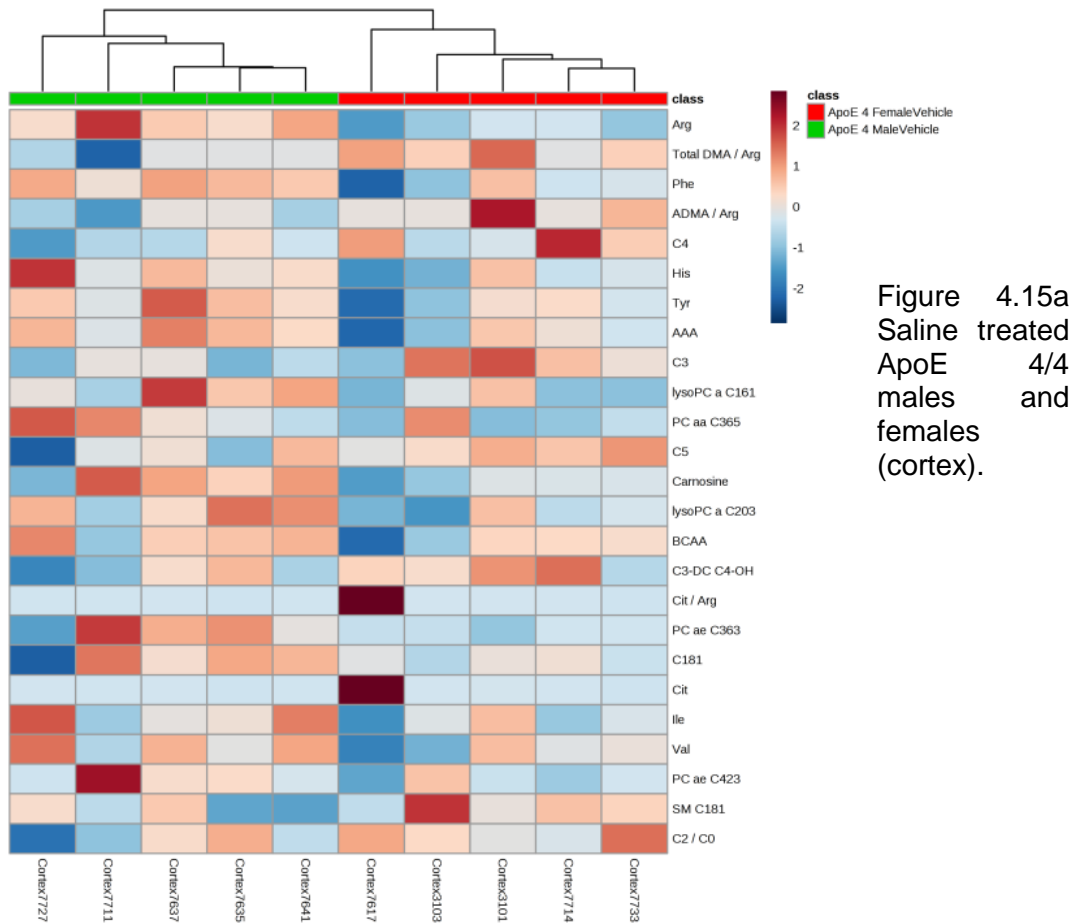 class
class
ApoE 4 FemaleVehicle
ApoE 4 MaleVehicle
2
1
0
-1
-2
Arg
Total DMA / Arg
Phe
ADMA / Arg
C4
His
Tyr
AAA
C3
lysoPC a C161
PC aa C365
C5
Carnosine
lysoPC a C203
BCAA
C3-DC C4-OH
Cit / Arg
PC ae C363
C181
Cit
Ile
Val
PC ae C423
SM C181
C2 / C0
Cortex7727
Cortex7711
Cortex7637
Cortex7635
Cortex7641
Cortex7617
Cortex3103
Cortex3101
Cortex7714
Cortex7733
Figure 4.15a
Saline treated
ApoE 4/4
males and
females
(cortex).